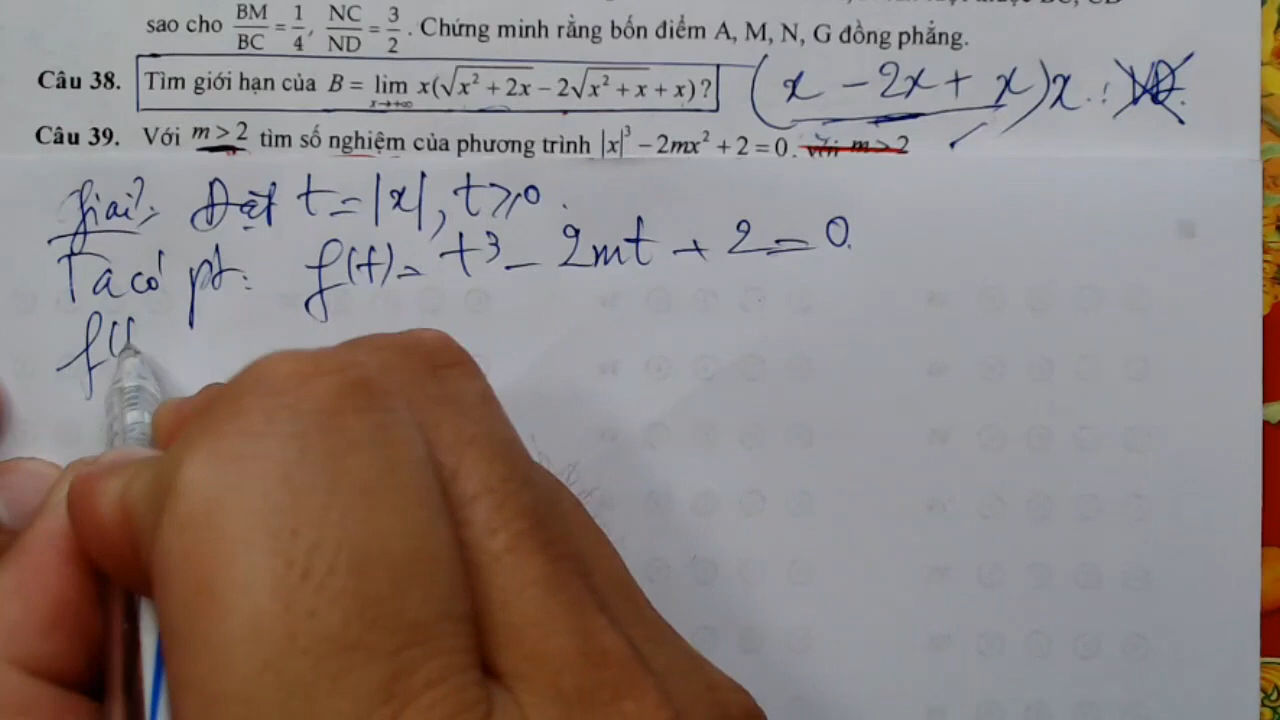 sao cho BM/BC = 1/4, NC/ND = 3/2. Chứng minh rằng bốn điểm A, M, N, G đồng phẳng.
Câu 38. Tìm giới hạn của B = lim x→+∞ x(√(x² + 2x) − 2√(x² + x) + x)? (x − 2x + x)x
Câu 39. Với m > 2 tìm số nghiệm của phương trình |x|³ − 2mx² + 2 = 0. với m > 2
Giải: Đặt t = |x|, t ≥ 0.
Ta có pt: f(t) = t³ − 2mt + 2 = 0.
f(